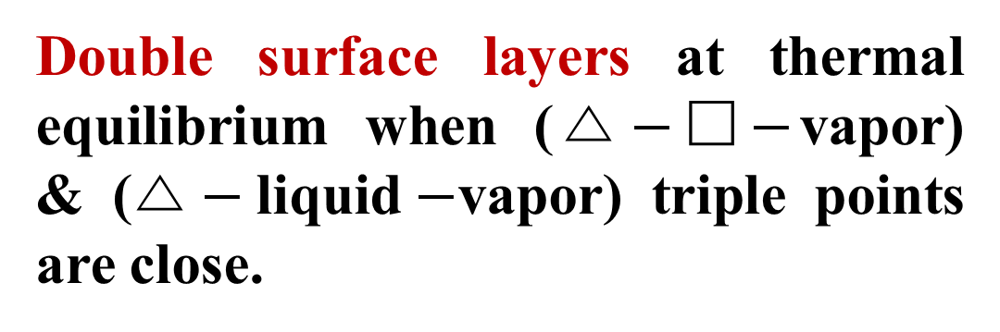 Double surface layers at thermal
equilibrium when (△ − □ − vapor)
& (△ − liquid −vapor) triple points
are close.